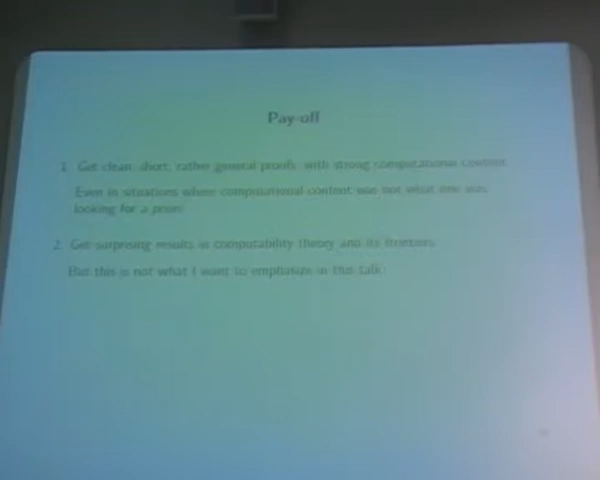 Pay-off
1. Get clean, short, rather general proofs, with strong computational content
Even in situations where computational content was not what one was
looking for a priori
2. Get surprising results in computability theory and its frontiers
But this is not what I want to emphasize in this talk.